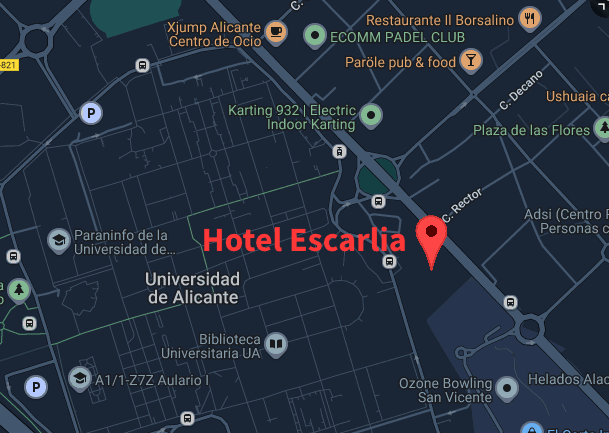 C.
Restaurante Il Borsalino
Xjump Alicante
Centro de Ocio
ECOMM PADEL CLUB
Paröle pub & food
-821
C. Decano
Ushuaia ca
P
Karting 932 | Electric
Indoor Karting
Plaza de las Flores
C. Rector
Adsi (Centro F
Personas c
Paraninfo de la
Universidad de...
Hotel Escarlia
Universidad
de Alicante
a
Biblioteca
Universitaria UA
P
A1/1-Z7Z Aulario I
Ozone Bowling
San Vicente
Helados Alac